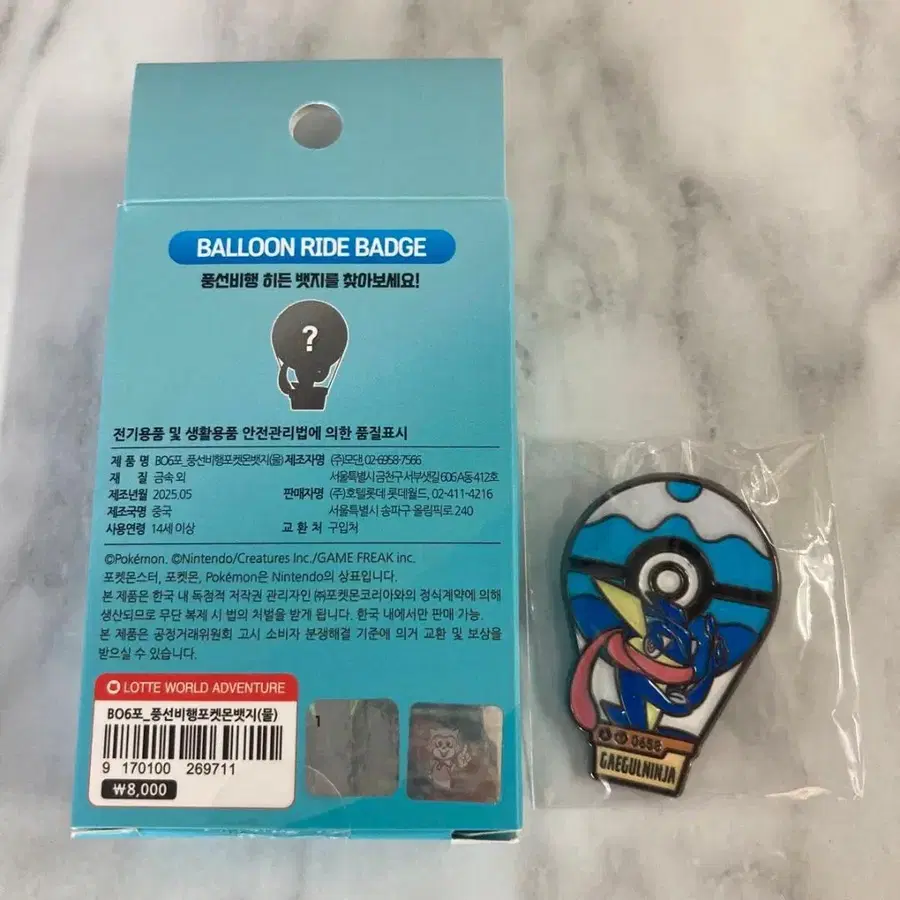 BALLOON RIDE BADGE
풍선비행 히든 뱃지를 찾아보세요!
?
전기용품 및 생활용품 안전관리법에 의한 품질표시
제 품 명 BO6포_풍선비행포켓몬뱃지(물) 제조자명 (주)모댄 02-6958-7566
재 질 금속 외 서울특별시 금천구 서부샛길 606 A동 412호
제조년월 2025.05 판매자명 (주)호텔롯데 롯데월드, 02-411-4216
제조국명 중국 서울특별시 송파구 올림픽로 240
사용연령 14세 이상 교 환 처 구입처
©Pokémon. ©Nintendo/Creatures Inc./GAME FREAK inc.
포켓몬스터, 포켓몬, Pokémon은 Nintendo의 상표입니다.
본 제품은 한국 내 독점적 저작권 관리자인 ㈜포켓몬코리아와의 정식계약에 의해
생산되므로 무단 복제 시 법의 처벌을 받게 됩니다. 한국 내에서만 판매 가능.
본 제품은 공정거래위원회 고시 소비자 분쟁해결 기준에 의거 교환 및 보상을
받으실 수 있습니다.
LOTTE WORLD ADVENTURE
BO6포_풍선비행포켓몬뱃지(물)
9 170100 269711
₩8,000
1
0658
GAEGULNINJA